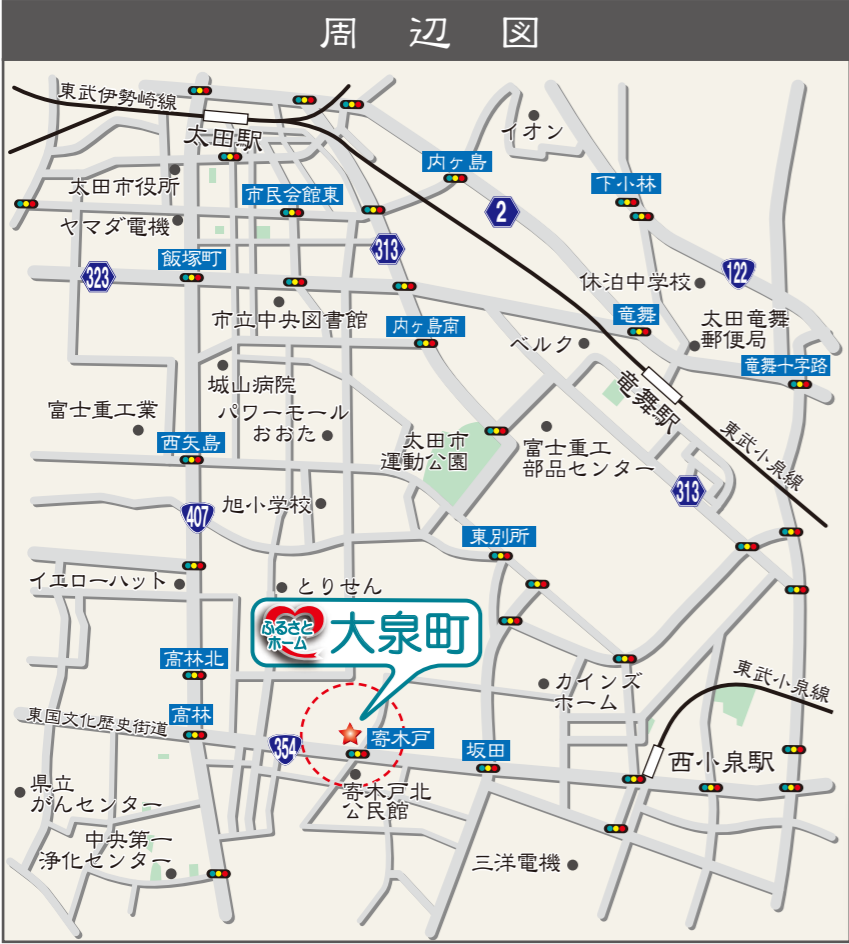 周辺図
東武伊勢崎線
太田駅
イオン
内ヶ島
下小林
太田市役所
市民会館東
2
ヤマダ電機
313
飯塚町
323
122
休泊中学校
市立中央図書館
内ヶ島南
竜舞
太田竜舞
郵便局
ベルク
竜舞十字路
城山病院
竜舞駅
富士重工業
パワーモール
おおた
西矢島
太田市
運動公園
富士重工
部品センター
東武小泉線
313
407
旭小学校
東別所
イエローハット
とりせん
ふるさと
ホーム
大泉町
高林北
カインズ
ホーム
東武小泉線
東国文化歴史街道
高林
354
寄木戸
坂田
西小泉駅
県立
がんセンター
寄木戸北
公民館
中央第一
浄化センター
三洋電機